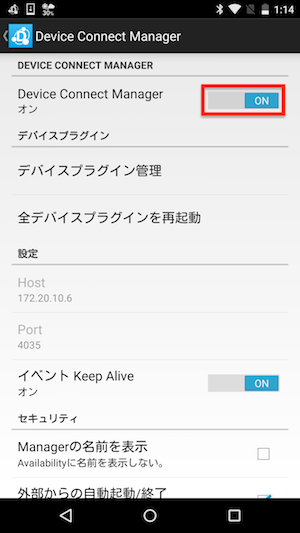 30%
1:14
Device Connect Manager
DEVICE CONNECT MANAGER
Device Connect Manager
オン
ON
デバイスプラグイン
デバイスプラグイン管理
全デバイスプラグインを再起動
設定
Host
172.20.10.6
Port
4035
イベント Keep Alive
オン
ON
セキュリティ
Managerの名前を表示
Availabilityに名前を表示しない。
外部からの自動起動/終了